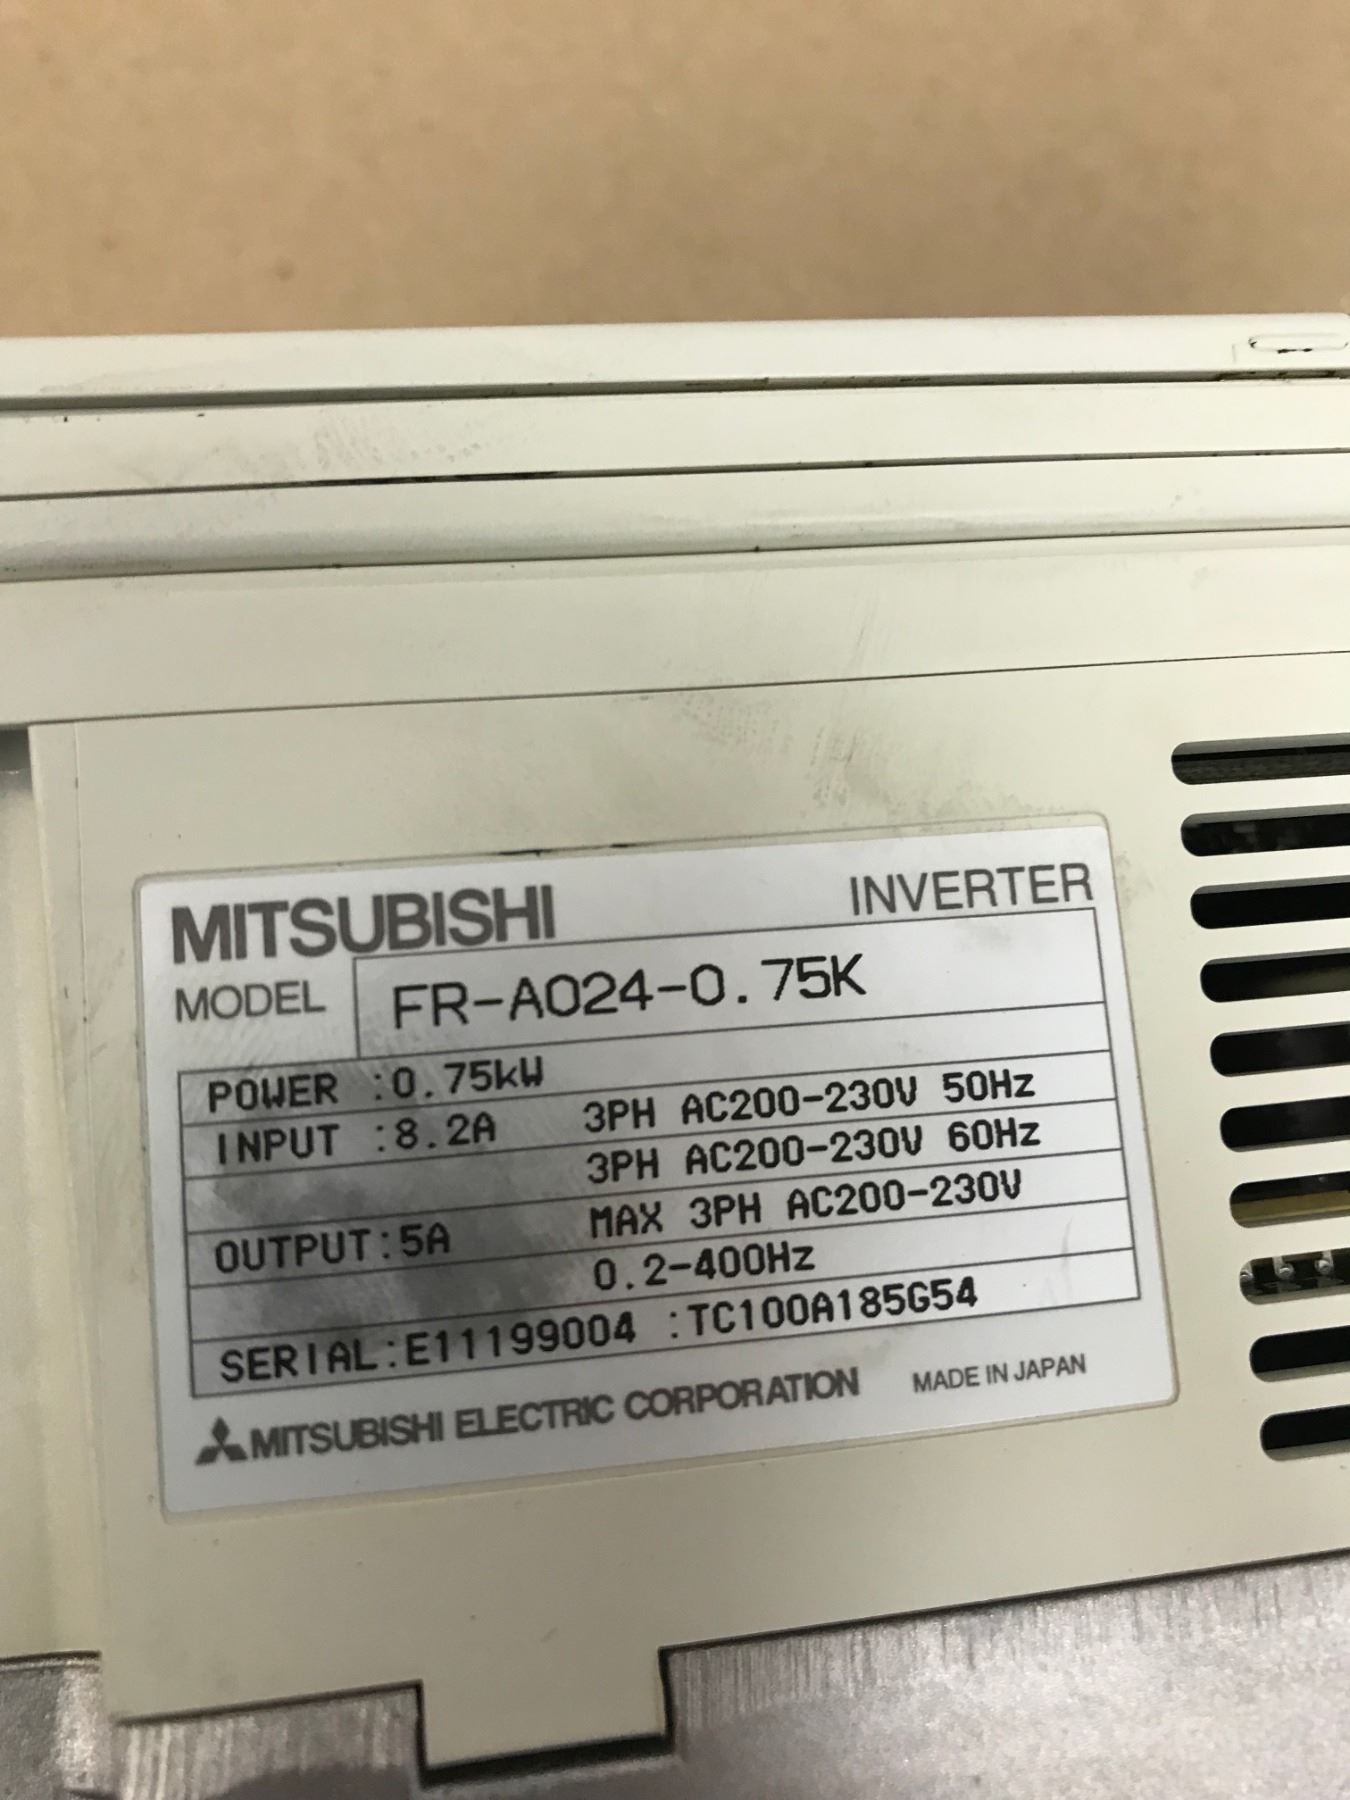 MITSUBISHI INVERTER
MODEL FR-A024-0.75K
POWER :0.75kW
INPUT :8.2A 3PH AC200-230V 50Hz
3PH AC200-230V 60Hz
OUTPUT:5A MAX 3PH AC200-230V
0.2-400Hz
SERIAL:E11199004 :TC100A185G54
MITSUBISHI ELECTRIC CORPORATION MADE IN JAPAN